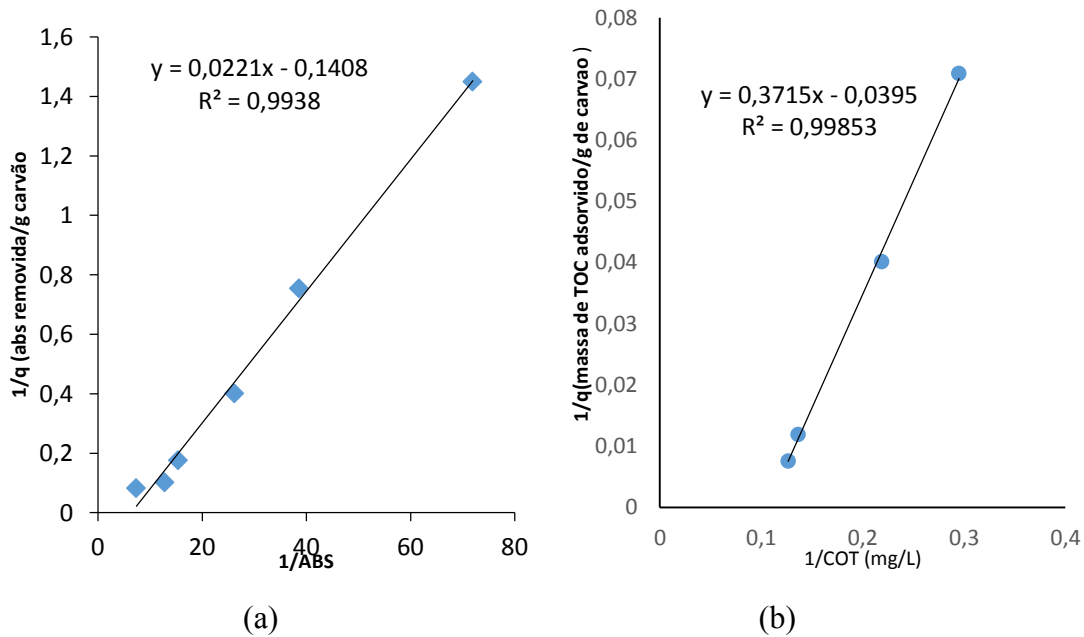 1,6
1,4
1,2
1
0,8
0,6
0,4
0,2
0
1/q (abs removida/g carvão
y = 0,0221x - 0,1408
R² = 0,9938
0
20
40
60
80
1/ABS
(a)
0,08
0,07
0,06
0,05
0,04
0,03
0,02
0,01
0
1/q(massa de TOC adsorvido/g de carvao )
y = 0,3715x - 0,0395
R² = 0,99853
0
0,1
0,2
0,3
0,4
1/COT (mg/L)
(b)